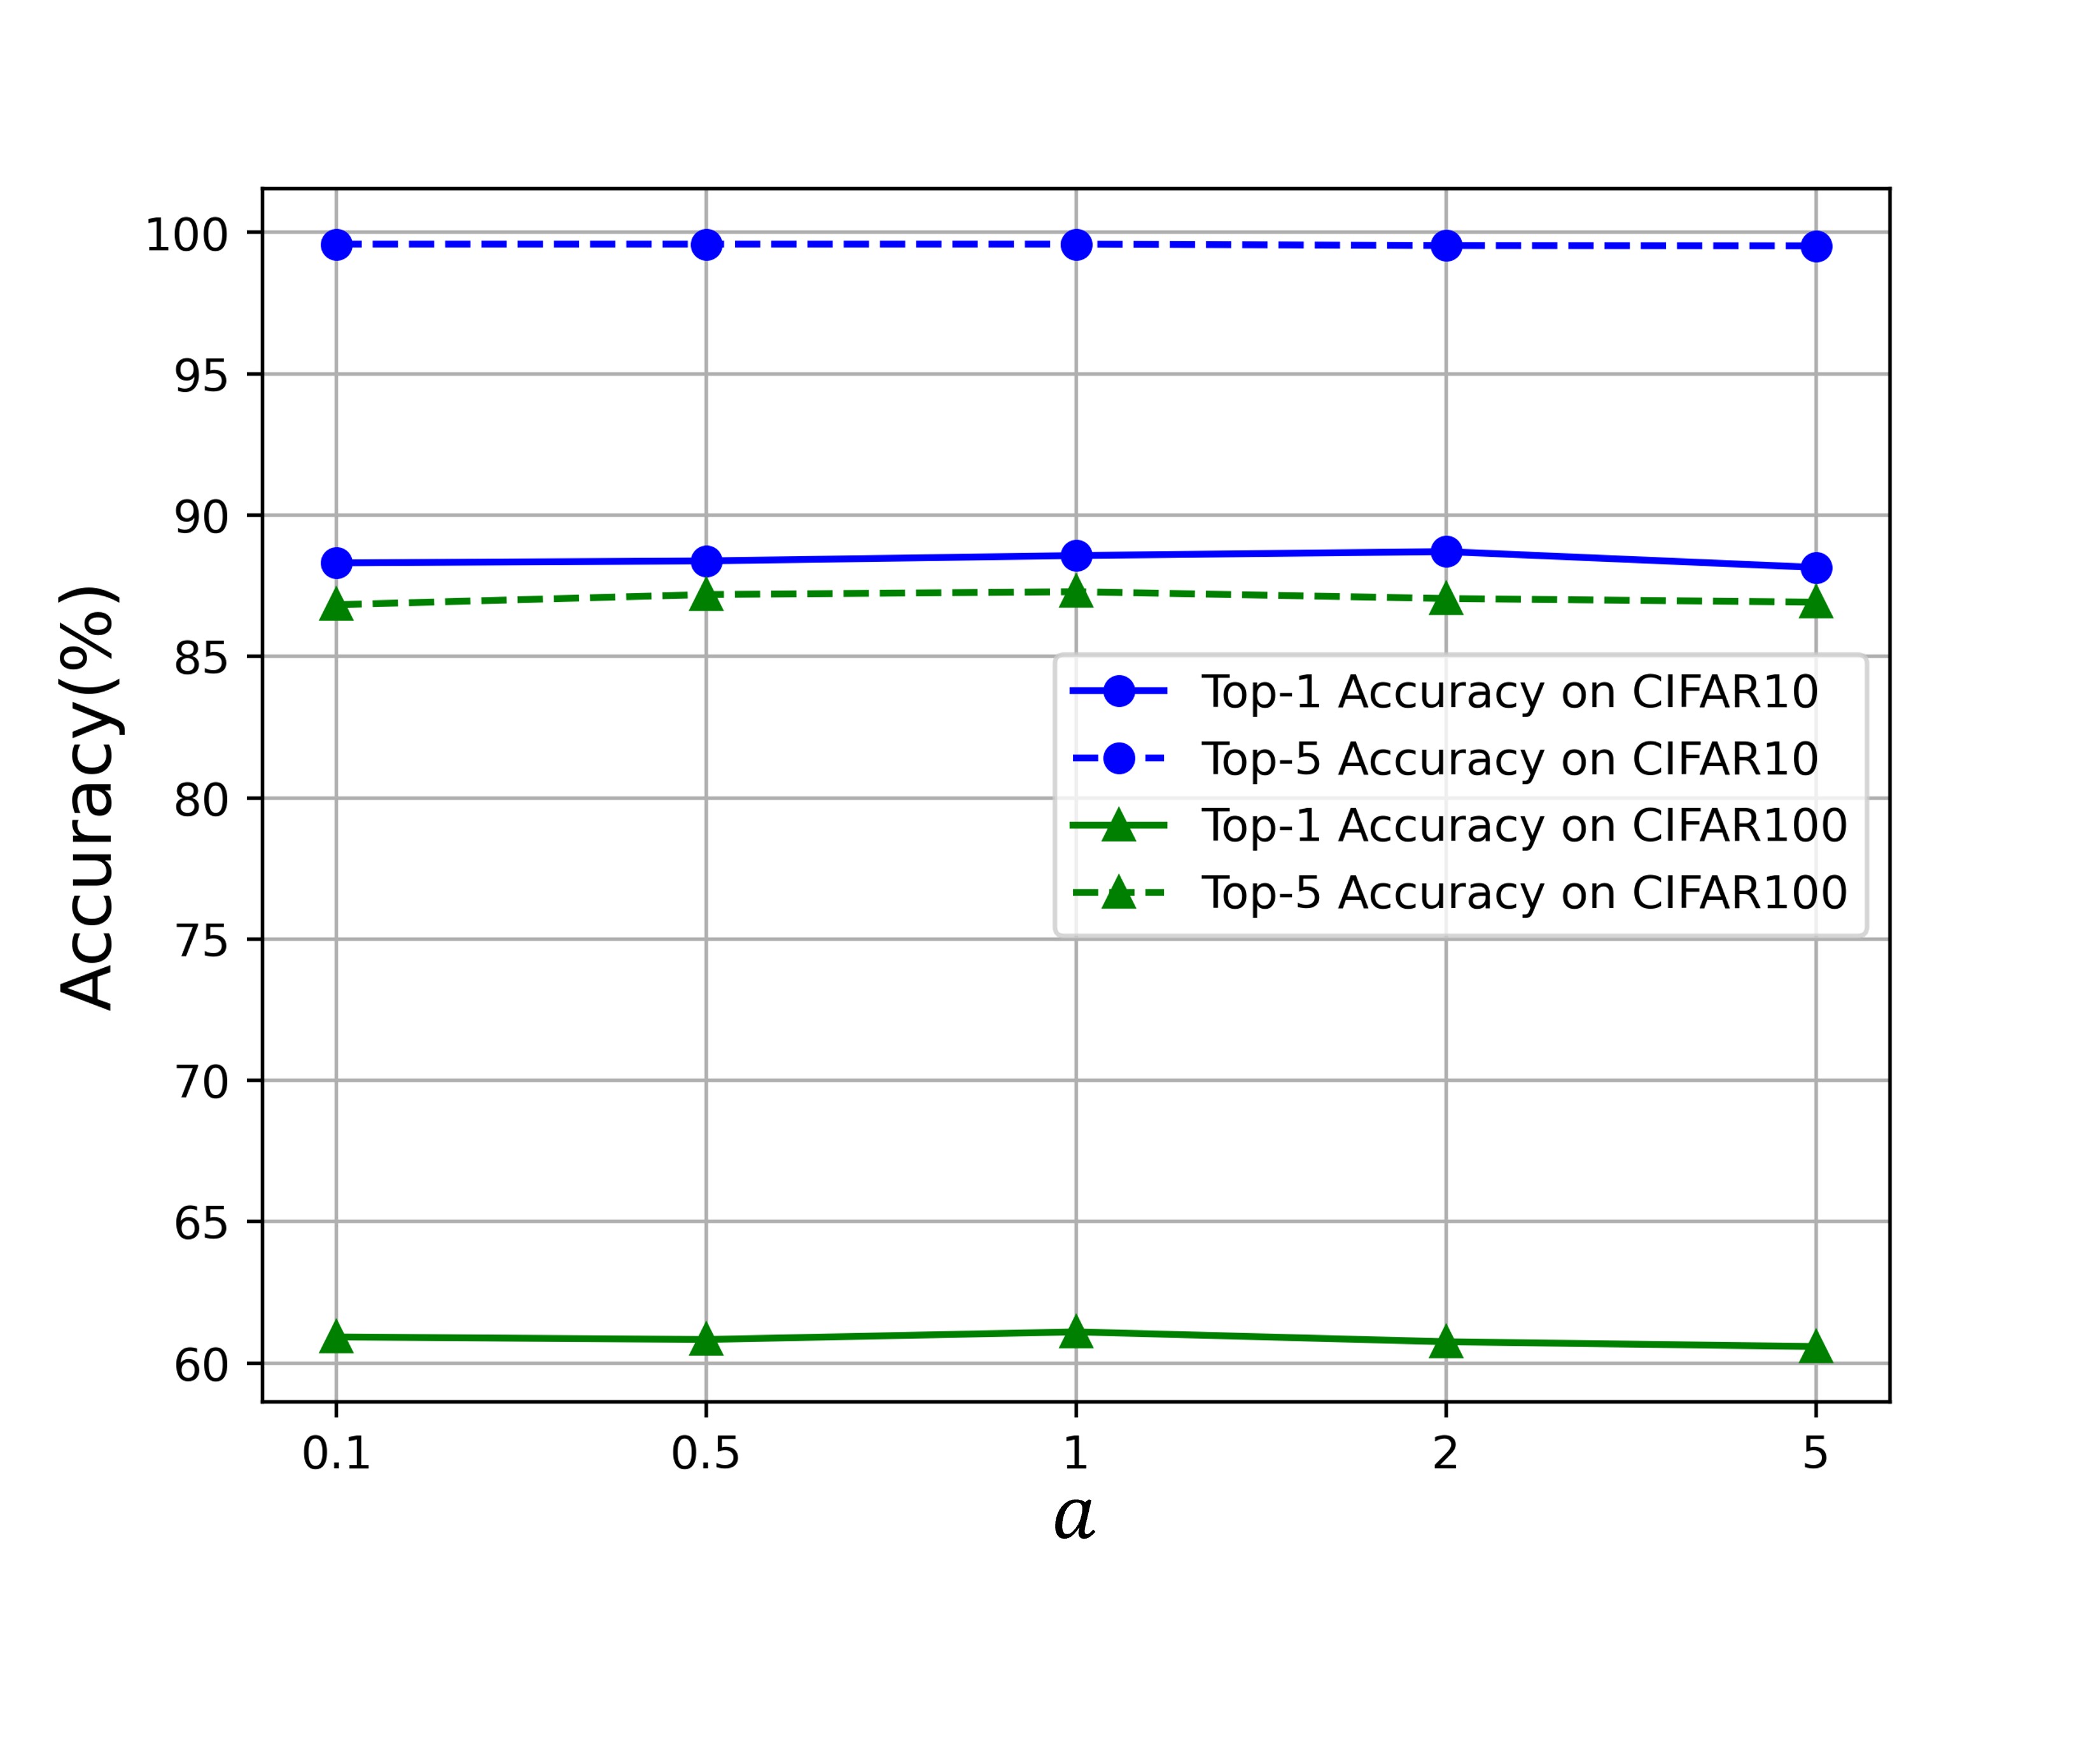 Accuracy(%)
100
95
90
85
80
75
70
65
60
Top-1 Accuracy on CIFAR10
Top-5 Accuracy on CIFAR10
Top-1 Accuracy on CIFAR100
Top-5 Accuracy on CIFAR100
0.1 0.5 1 2 5
a